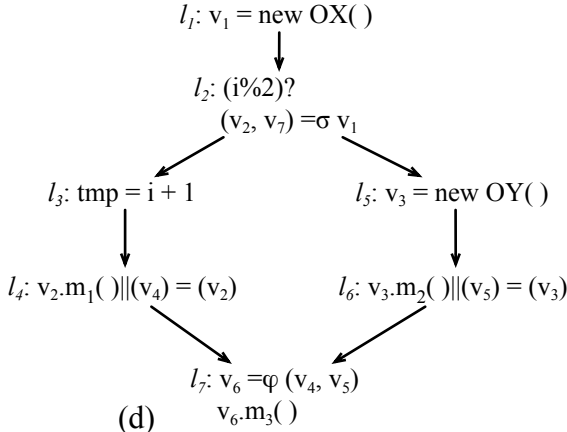 l₁: v₁ = new OX( )
l₂: (i%2)?
(v₂, v₇) =σ v₁
l₃: tmp = i + 1
l₅: v₃ = new OY( )
l₄: v₂.m₁( )||(v₄) = (v₂)
l₆: v₃.m₂( )||(v₅) = (v₃)
l₇: v₆ =φ (v₄, v₅)
v₆.m₃( )
(d)